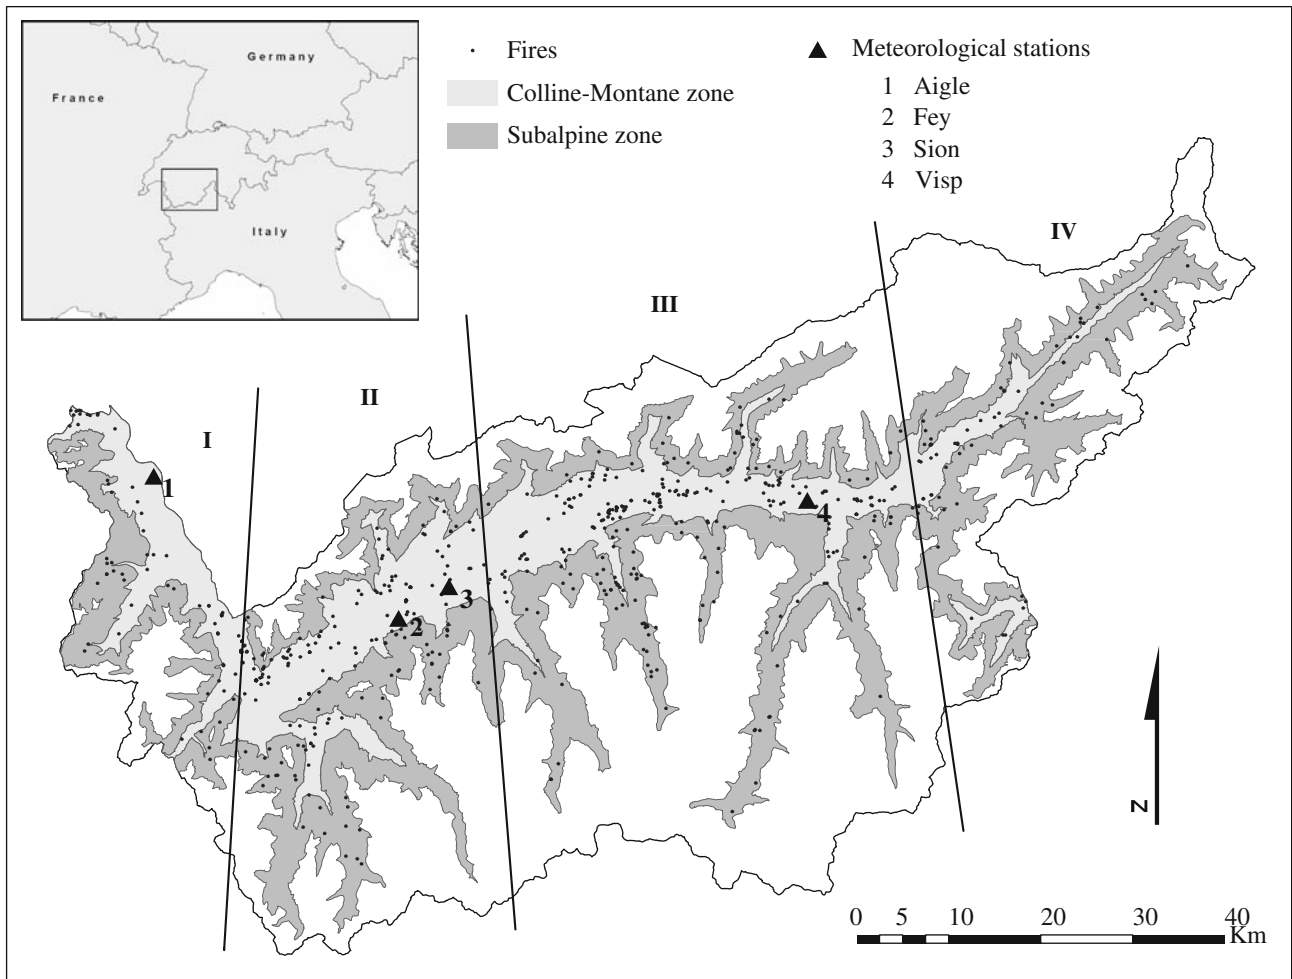 Germany
France
Italy
Fires
Colline-Montane zone
Subalpine zone
Meteorological stations
1 Aigle
2 Fey
3 Sion
4 Visp
I
II
III
IV
1
2
3
4
N
0 5 10 20 30 40
Km